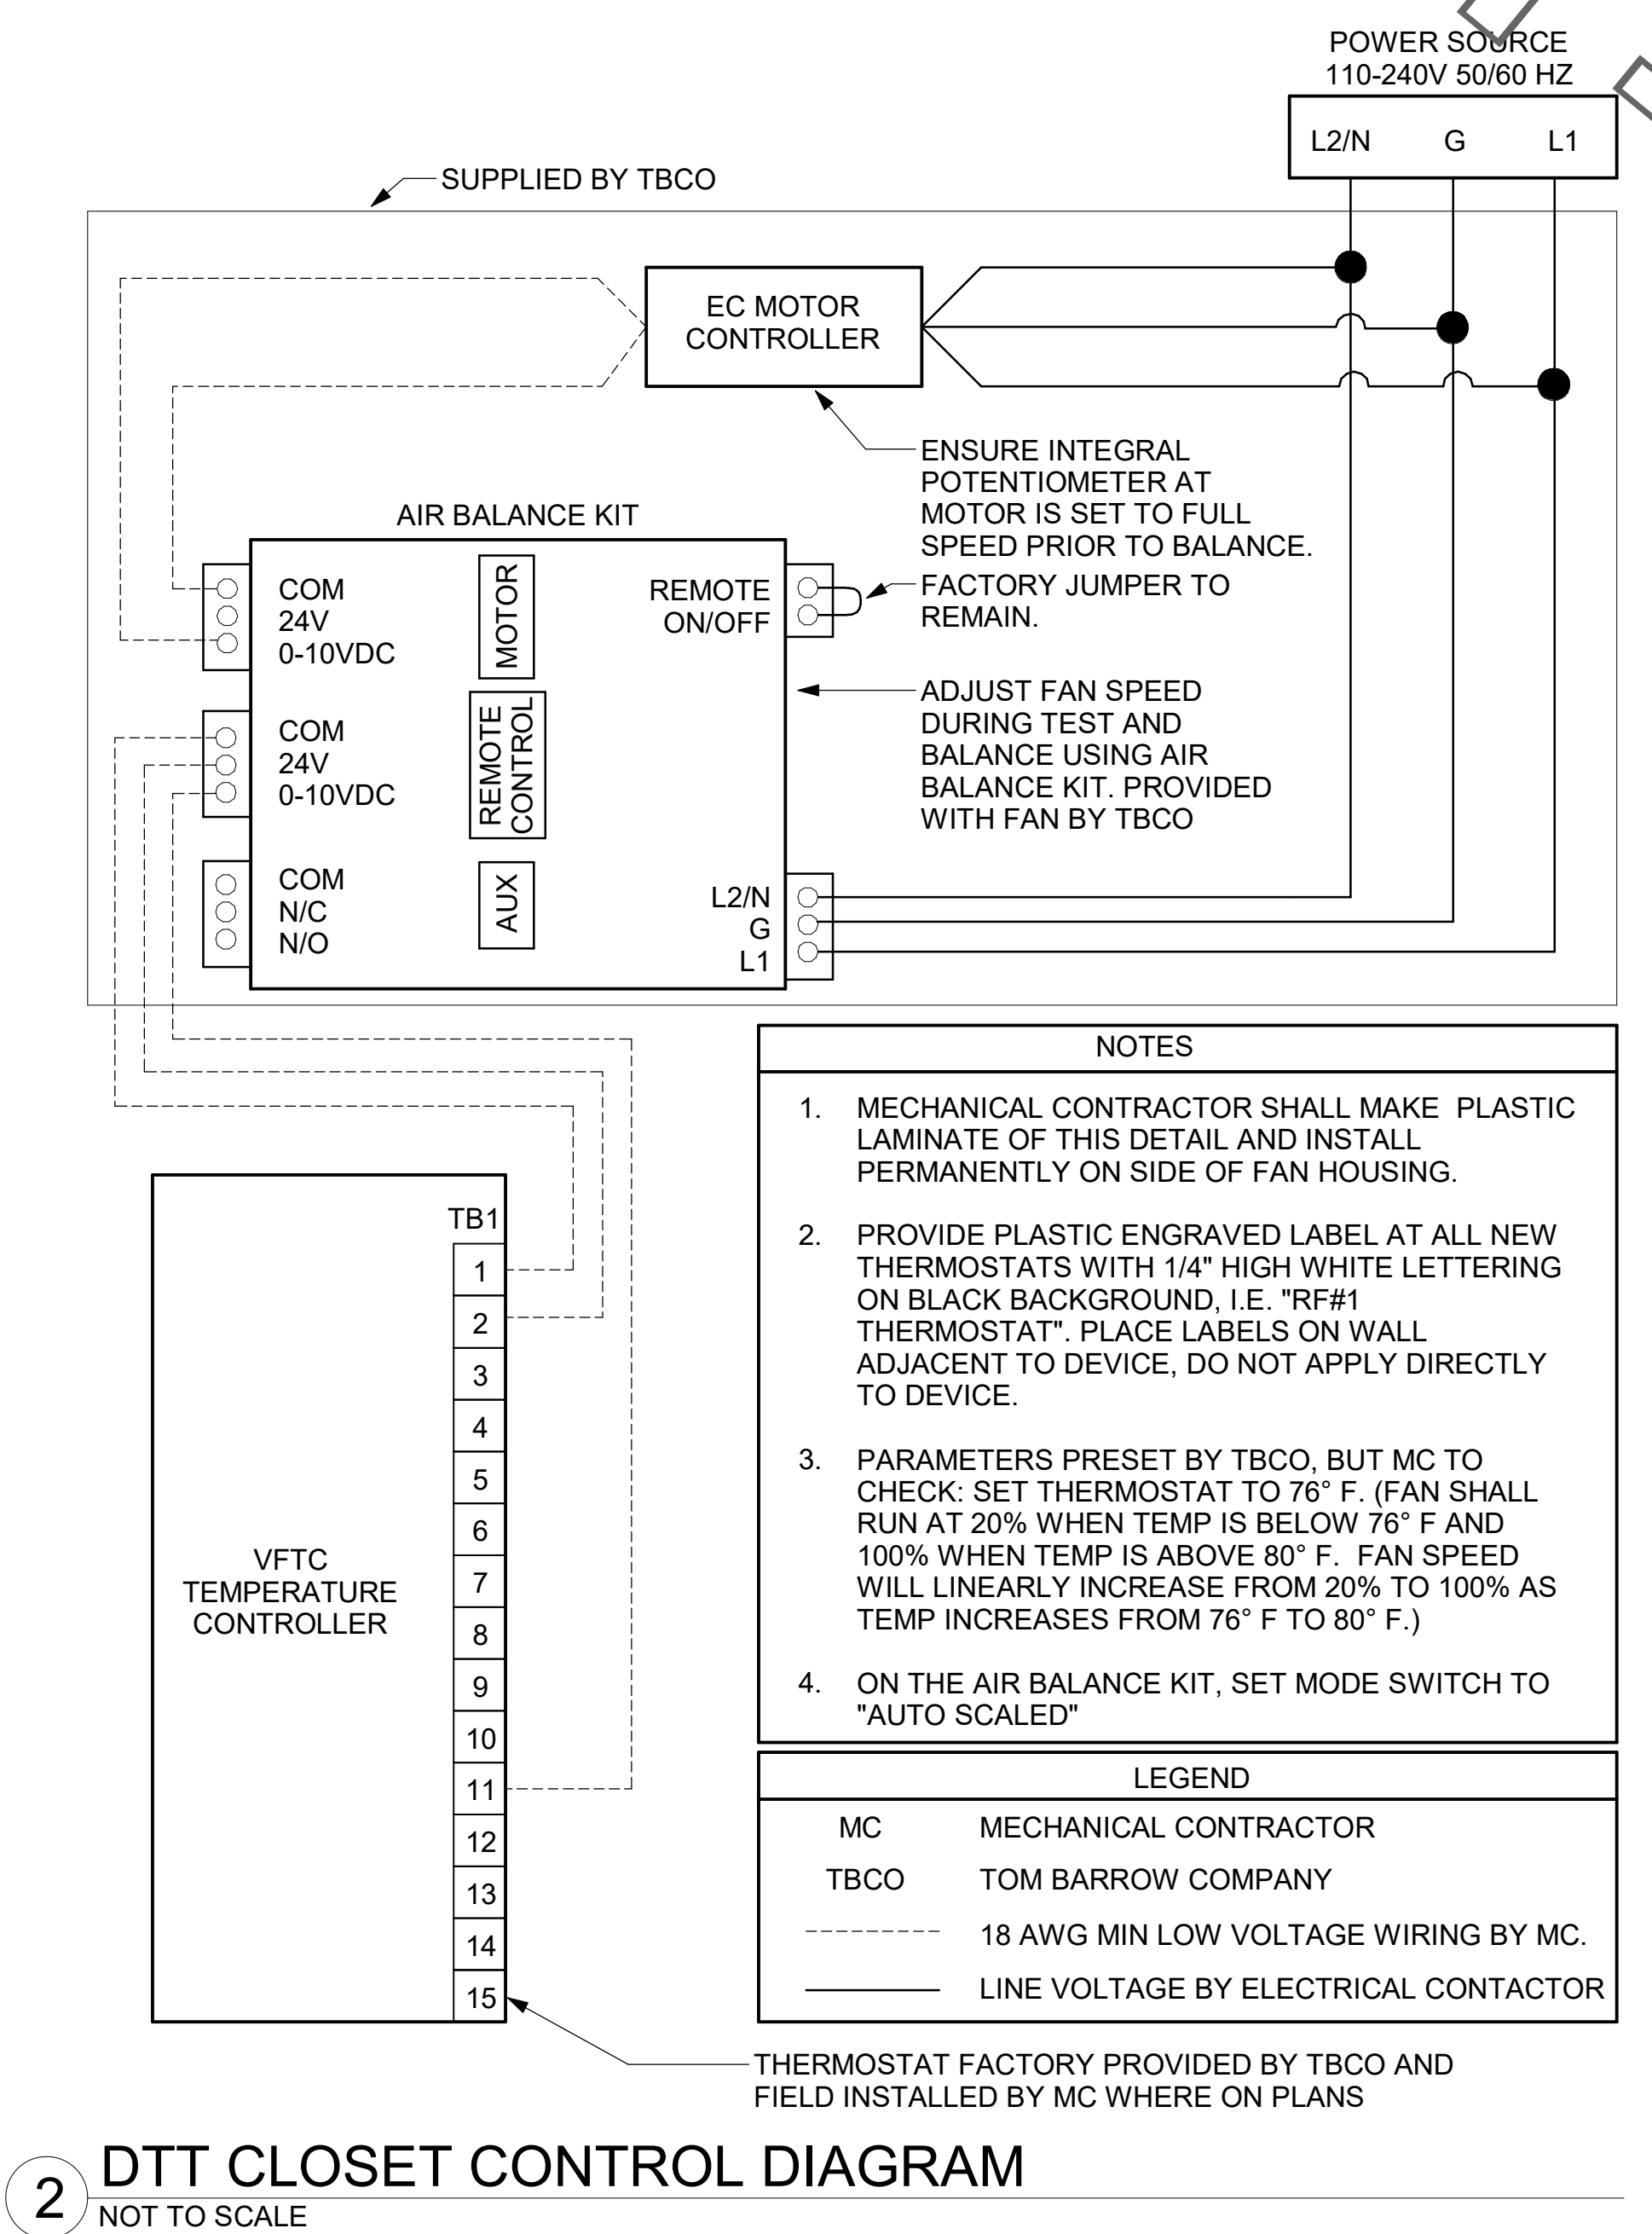 POWER SOURCE
110-240V 50/60 HZ
L2/N G L1
SUPPLIED BY TBCO
EC MOTOR
CONTROLLER
ENSURE INTEGRAL
POTENTIOMETER AT
MOTOR IS SET TO FULL
SPEED PRIOR TO BALANCE.
AIR BALANCE KIT
COM
24V
0-10VDC
MOTOR
REMOTE
ON/OFF
FACTORY JUMPER TO
REMAIN.
COM
24V
0-10VDC
REMOTE
CONTROL
ADJUST FAN SPEED
DURING TEST AND
BALANCE USING AIR
BALANCE KIT. PROVIDED
WITH FAN BY TBCO
COM
N/C
N/O
AUX
L2/N
G
L1
NOTES
1. MECHANICAL CONTRACTOR SHALL MAKE PLASTIC
LAMINATE OF THIS DETAIL AND INSTALL
PERMANENTLY ON SIDE OF FAN HOUSING.
2. PROVIDE PLASTIC ENGRAVED LABEL AT ALL NEW
THERMOSTATS WITH 1/4" HIGH WHITE LETTERING
ON BLACK BACKGROUND, I.E. "RF#1
THERMOSTAT". PLACE LABELS ON WALL
ADJACENT TO DEVICE, DO NOT APPLY DIRECTLY
TO DEVICE.
3. PARAMETERS PRESET BY TBCO, BUT MC TO
CHECK: SET THERMOSTAT TO 76° F. (FAN SHALL
RUN AT 20% WHEN TEMP IS BELOW 76° F AND
100% WHEN TEMP IS ABOVE 80° F. FAN SPEED
WILL LINEARLY INCREASE FROM 20% TO 100% AS
TEMP INCREASES FROM 76° F TO 80° F.)
4. ON THE AIR BALANCE KIT, SET MODE SWITCH TO
"AUTO SCALED"
LEGEND
MC MECHANICAL CONTRACTOR
TBCO TOM BARROW COMPANY
18 AWG MIN LOW VOLTAGE WIRING BY MC.
LINE VOLTAGE BY ELECTRICAL CONTACTOR
VFTC
TEMPERATURE
CONTROLLER
TB1
1
2
3
4
5
6
7
8
9
10
11
12
13
14
15
THERMOSTAT FACTORY PROVIDED BY TBCO AND
FIELD INSTALLED BY MC WHERE ON PLANS
2 DTT CLOSET CONTROL DIAGRAM
NOT TO SCALE